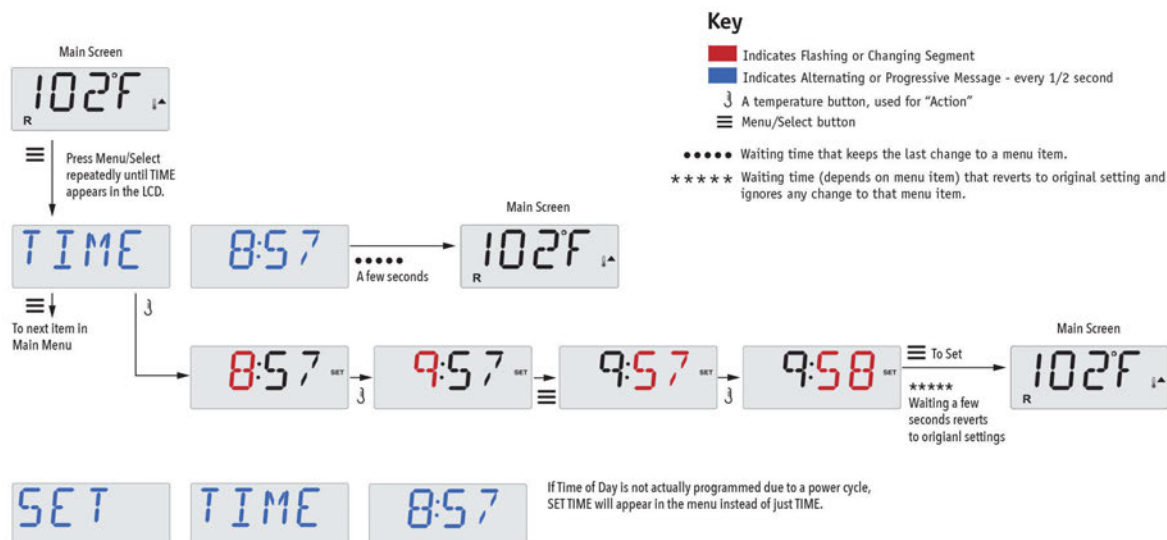 Key
Indicates Flashing or Changing Segment
Indicates Alternating or Progressive Message - every 1/2 second
A temperature button, used for “Action”
Menu/Select button
••••• Waiting time that keeps the last change to a menu item.
***** Waiting time (depends on menu item) that reverts to original setting and
ignores any change to that menu item.
Main Screen
102°F
R
Press Menu/Select
repeatedly until TIME
appears in the LCD.
TIME
8:57
•••••
A few seconds
Main Screen
102°F
R
To next item in
Main Menu
8:57 SET
9:57 SET
9:57 SET
9:58 SET
To Set
*****
Waiting a few
seconds reverts
to origianl settings
Main Screen
102°F
R
SET
TIME
8:57
If Time of Day is not actually programmed due to a power cycle,
SET TIME will appear in the menu instead of just TIME.